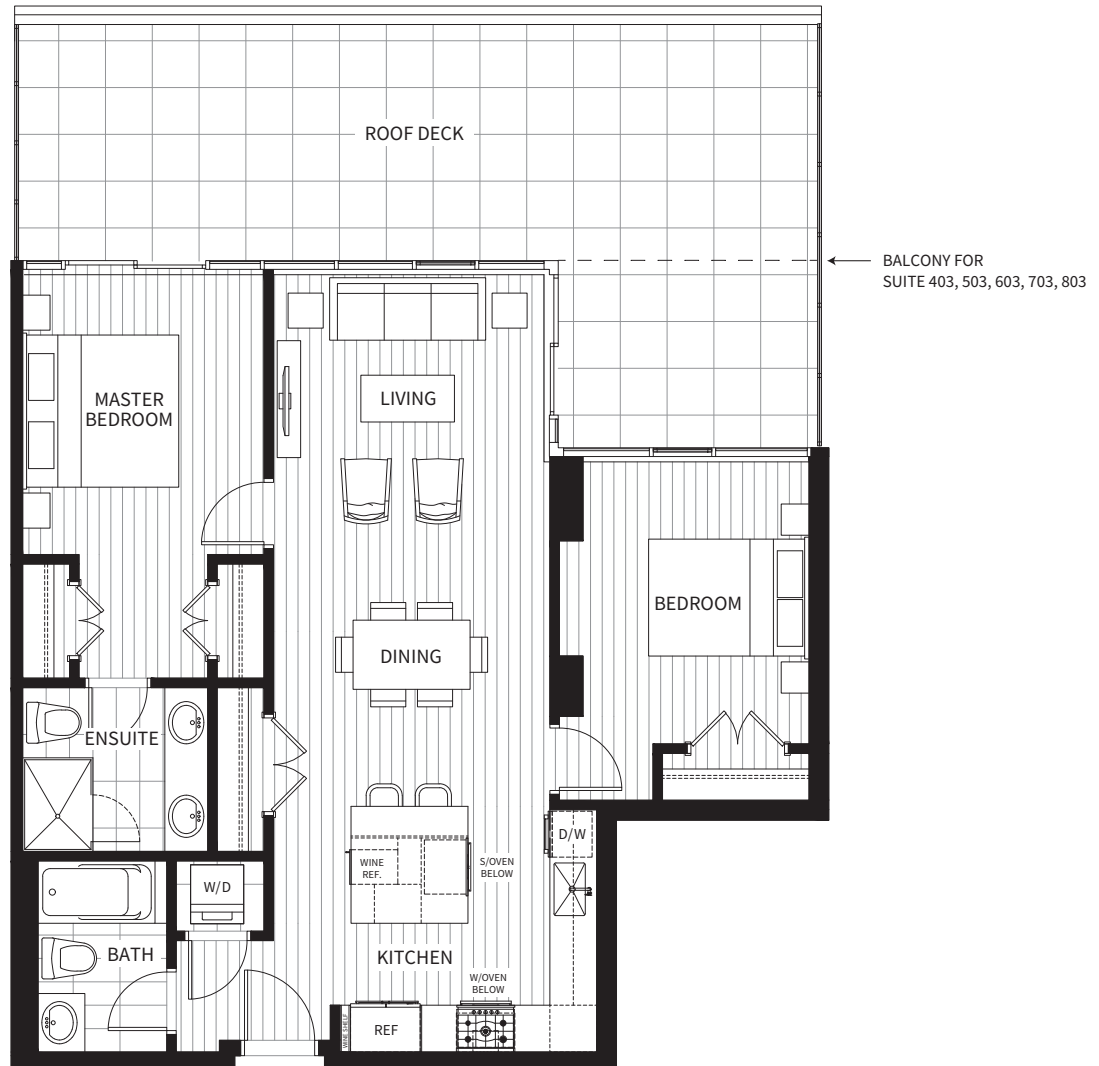 ROOF DECK
BALCONY FOR
SUITE 403, 503, 603, 703, 803
MASTER
BEDROOM
LIVING
BEDROOM
DINING
ENSUITE
D/W
WINE
REF.
S/OVEN
BELOW
W/D
BATH
KITCHEN
W/OVEN
BELOW
WINE SHELF
REF